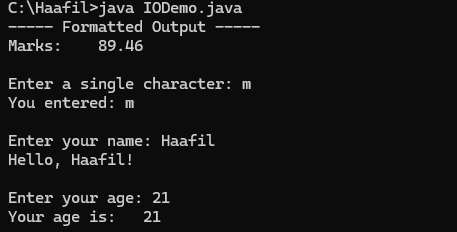 C:\Haafil>java IODemo.java
----- Formatted Output -----
Marks:    89.46
Enter a single character: m
You entered: m
Enter your name: Haafil
Hello, Haafil!
Enter your age: 21
Your age is:   21